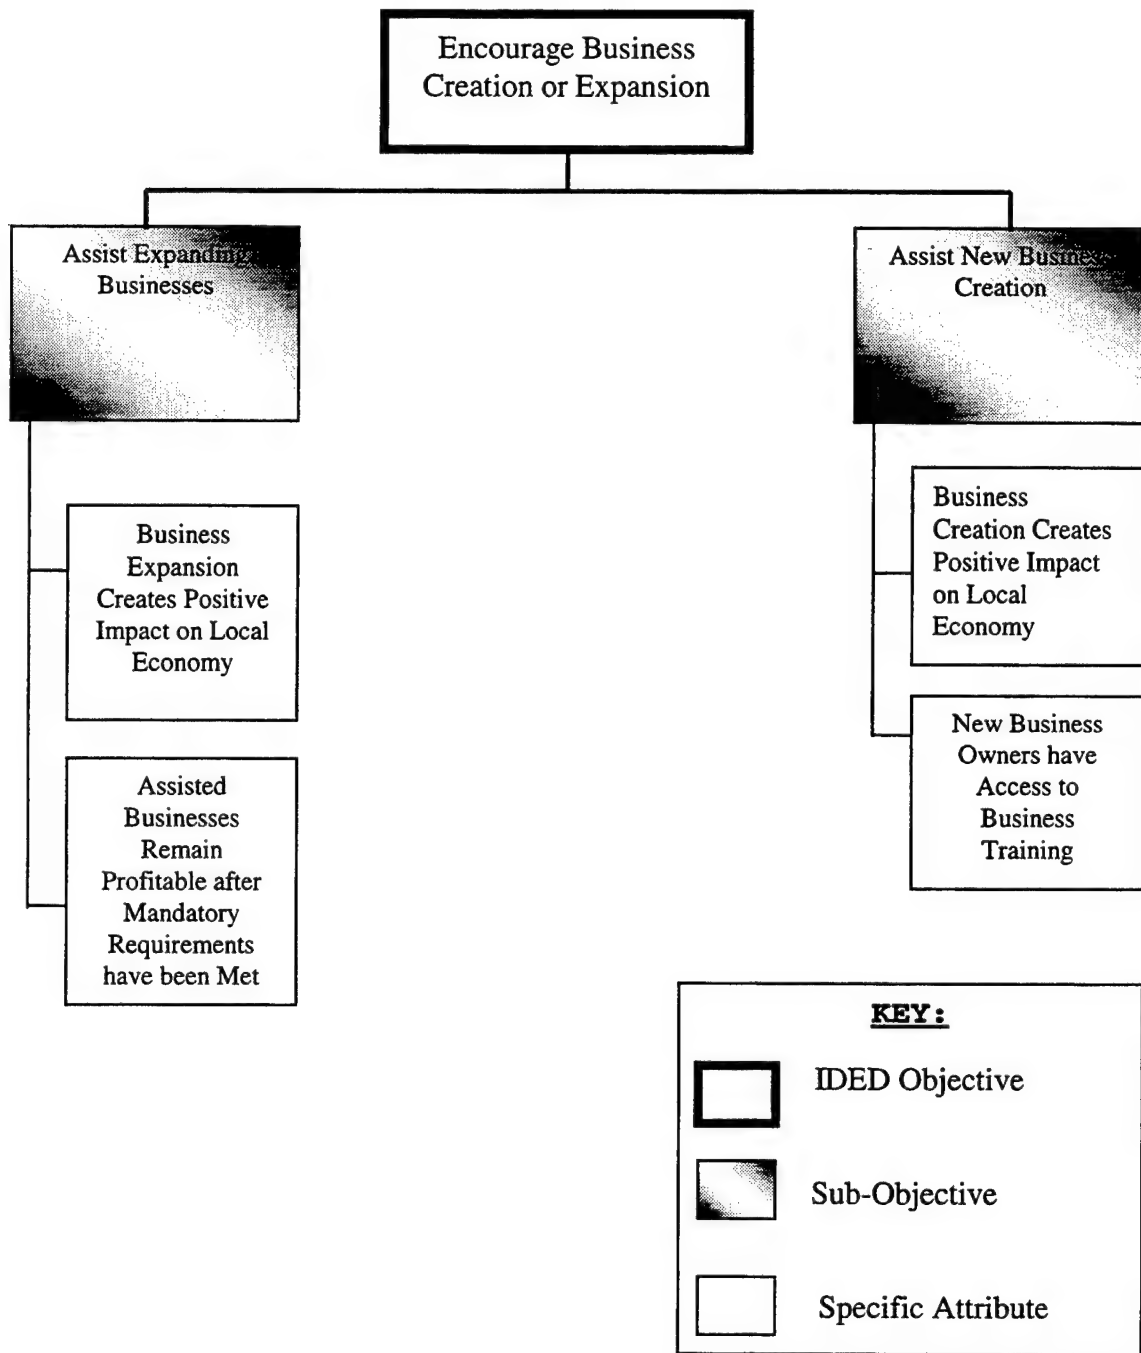 Encourage Business
Creation or Expansion
Assist Expanding
Businesses
Assist New Business
Creation
Business
Expansion
Creates Positive
Impact on Local
Economy
Assisted
Businesses
Remain
Profitable after
Mandatory
Requirements
have been Met
Business
Creation Creates
Positive Impact
on Local
Economy
New Business
Owners have
Access to
Business
Training
KEY:
IDED Objective
Sub-Objective
Specific Attribute